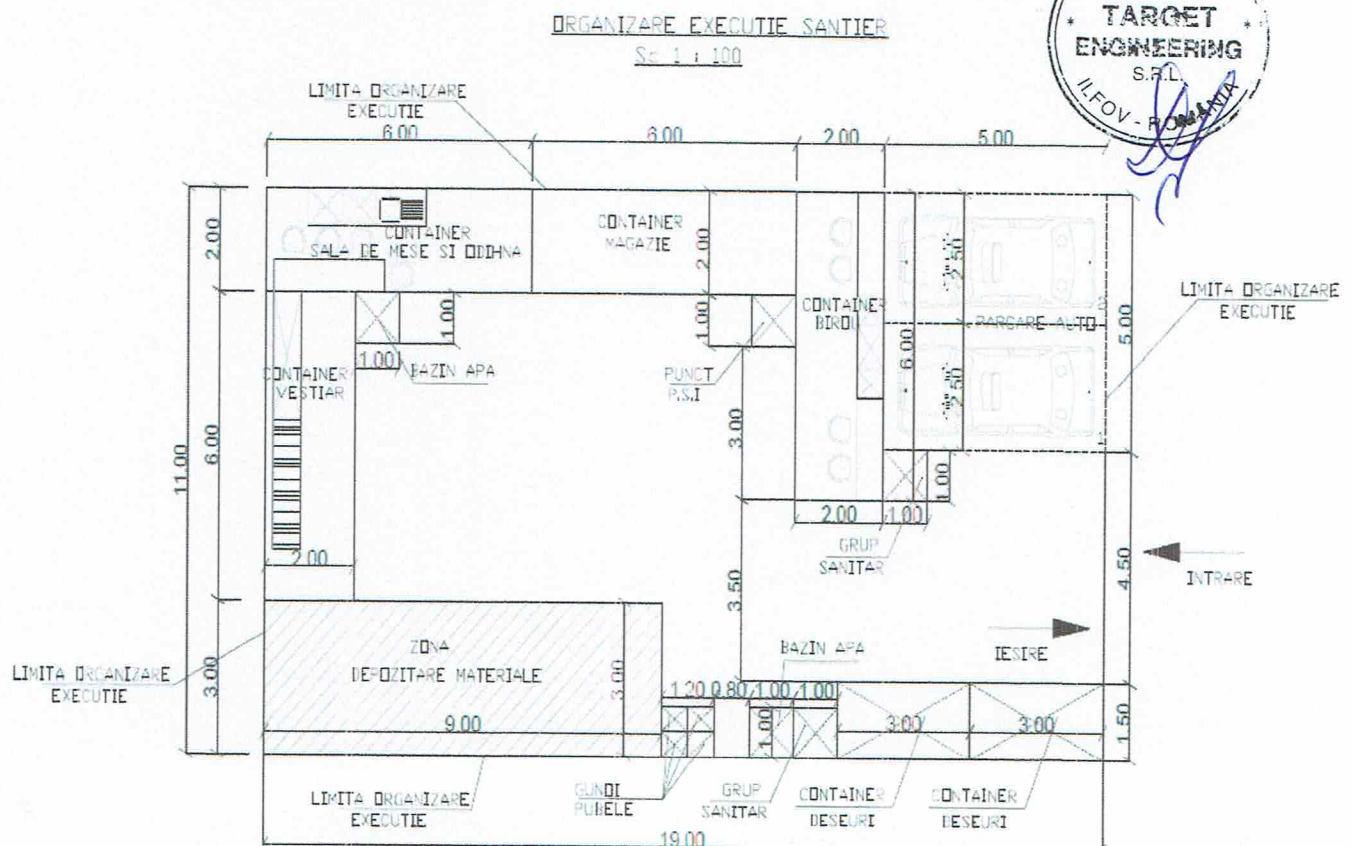 ORGANIZARE EXECUTIE SANTIER
Sc 1 : 100
TARGET
ENGINEERING
S.R.L.
ILFOV - ROMÂNIA
LIMITA ORGANIZARE
EXECUTIE
6.00
6.00
2.00
5.00
2.00
CONTAINER
SALA DE MESE SI ODIHNA
CONTAINER
MAGAZIE
2.00
2.50
LIMITA ORGANIZARE
EXECUTIE
1.00
1.00
CONTAINER
BIROU
2
PARCARE AUTO
5.00
1.00
BAZIN APA
PUNCT
P.S.I
6.00
CONTAINER
VESTIAR
2.50
3.00
1
11.00
6.00
1.00
2.00
1.00
GRUP
SANITAR
2.00
3.50
4.50
INTRARE
IESIRE
ZONA
DEPOZITARE MATERIALE
BAZIN APA
LIMITA ORGANIZARE
EXECUTIE
3.00
3.00
1.20
0.80
1.00
1.00
9.00
1.00
3.00
3.00
1.50
LIMITA ORGANIZARE
EXECUTIE
GUNOI
PUBELE
GRUP
SANITAR
CONTAINER
DESEURI
CONTAINER
DESEURI
19.00